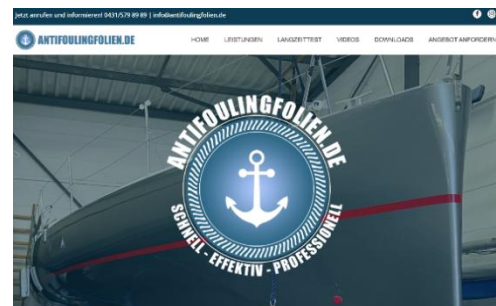 Jetzt anrufen und informieren! 0431/579 89 89 | info@antifoulingfolien.de
ANTIFOULINGFOLIEN.DE
HOME LEISTUNGEN LANGZEITTEST VIDEOS DOWNLOADS ANGEBOT ANFORDERN
ANTIFOULINGFOLIEN.DE
SCHNELL - EFFEKTIV - PROFESSIONELL